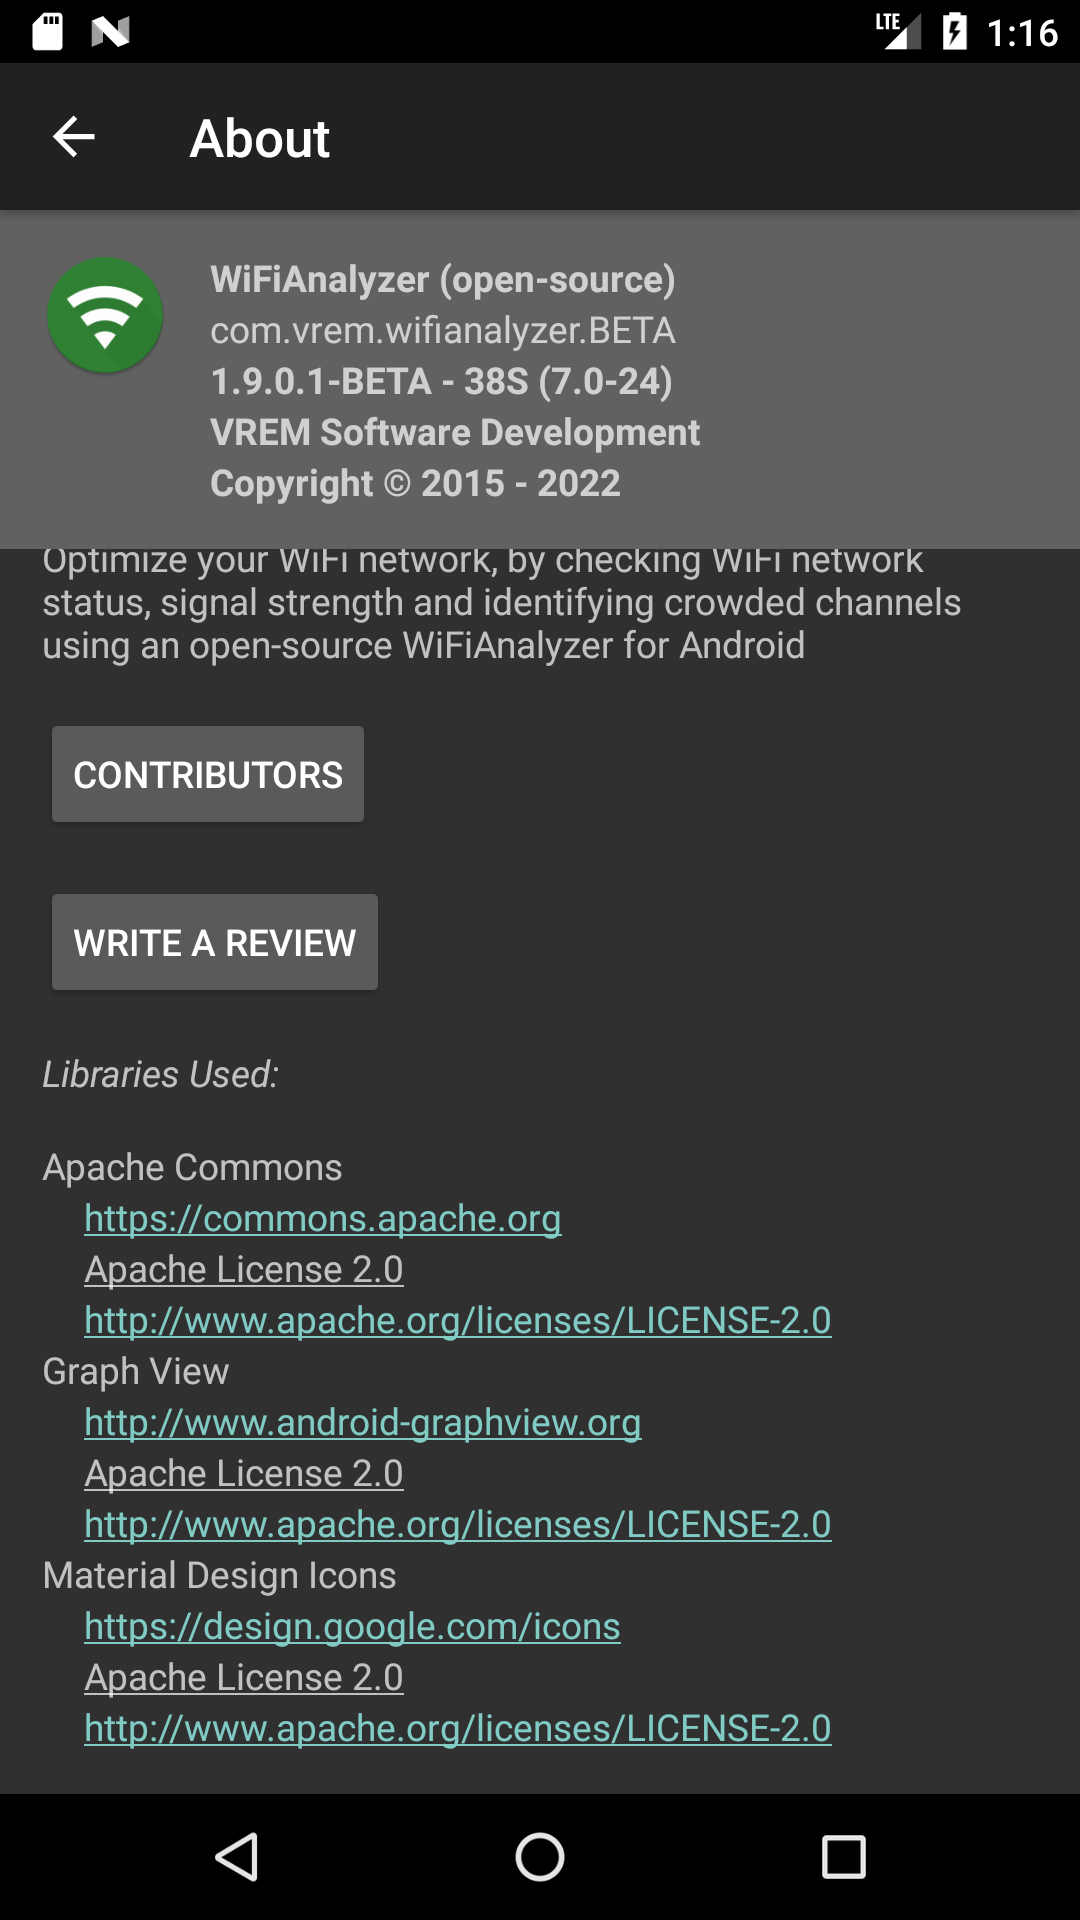 LTE 1:16
About
WiFiAnalyzer (open-source)
com.vrem.wifianalyzer.BETA
1.9.0.1-BETA - 38S (7.0-24)
VREM Software Development
Copyright © 2015 - 2022
Optimize your WiFi network, by checking WiFi network
status, signal strength and identifying crowded channels
using an open-source WiFiAnalyzer for Android
CONTRIBUTORS
WRITE A REVIEW
Libraries Used:
Apache Commons
https://commons.apache.org
Apache License 2.0
http://www.apache.org/licenses/LICENSE-2.0
Graph View
http://www.android-graphview.org
Apache License 2.0
http://www.apache.org/licenses/LICENSE-2.0
Material Design Icons
https://design.google.com/icons
Apache License 2.0
http://www.apache.org/licenses/LICENSE-2.0